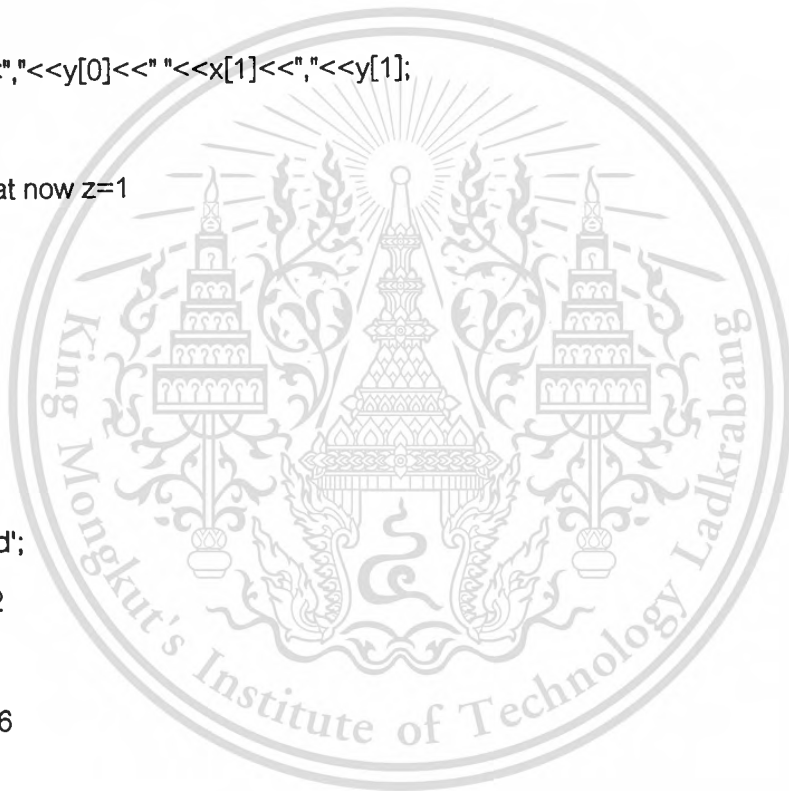 <","<<y[0]<<" "<<x[1]<<","<<y[1];
at now z=1
d';
2
6
King Mongkut's Institute of Technology Ladkrabang